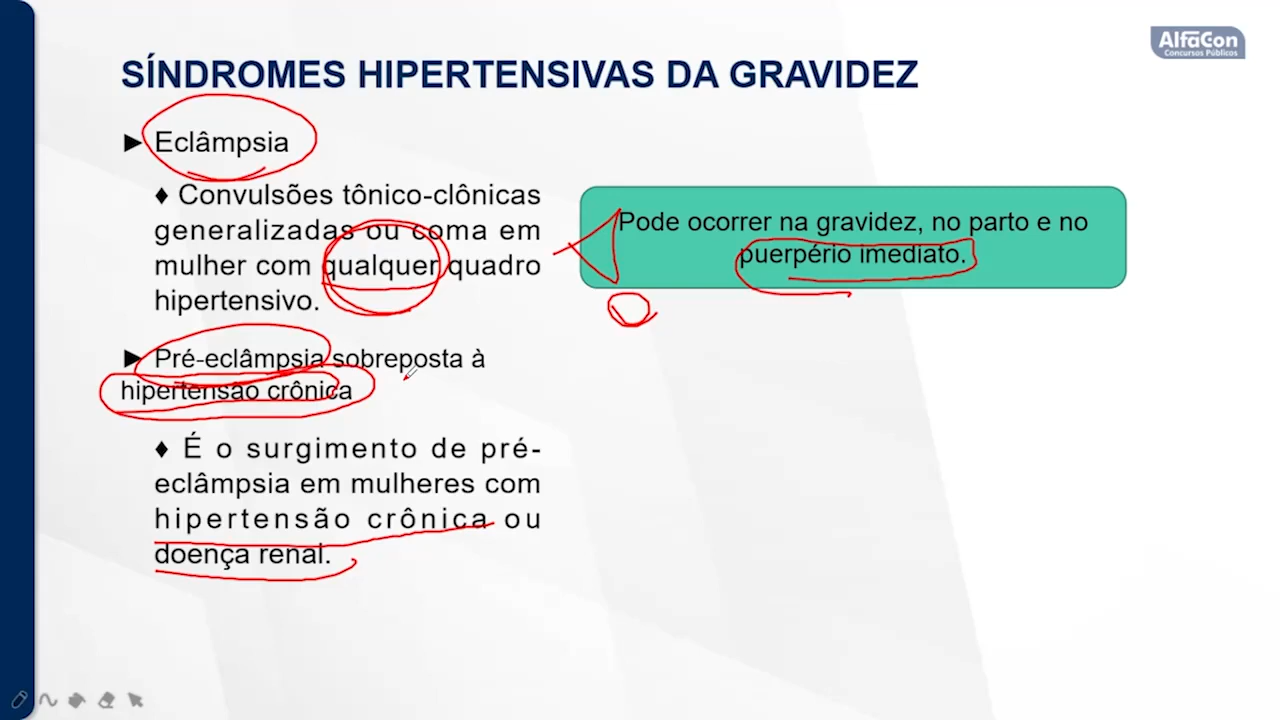 AlfaCon
Concursos Públicos
SÍNDROMES HIPERTENSIVAS DA GRAVIDEZ
► Eclâmpsia
♦ Convulsões tônico-clônicas
generalizadas ou coma em
mulher com qualquer quadro
hipertensivo.
Pode ocorrer na gravidez, no parto e no
puerpério imediato.
► Pré-eclâmpsia sobreposta à
hipertensão crônica
♦ É o surgimento de pré-
eclâmpsia em mulheres com
hipertensão crônica ou
doença renal.